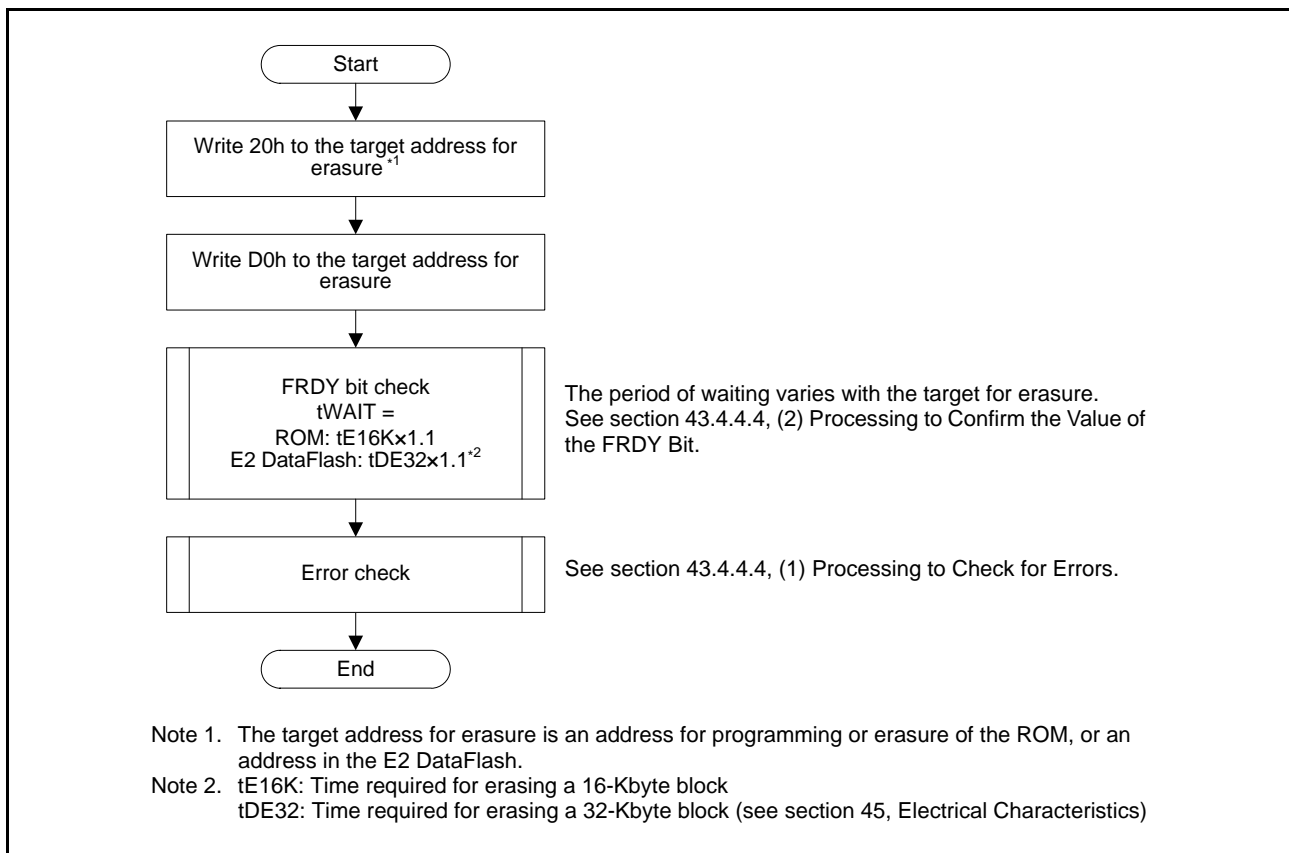 Start
Write 20h to the target address for
erasure *1
Write D0h to the target address for
erasure
FRDY bit check
tWAIT =
ROM: tE16K×1.1
E2 DataFlash: tDE32×1.1*2
The period of waiting varies with the target for erasure.
See section 43.4.4.4, (2) Processing to Confirm the Value of
the FRDY Bit.
Error check
See section 43.4.4.4, (1) Processing to Check for Errors.
End
Note 1. The target address for erasure is an address for programming or erasure of the ROM, or an
address in the E2 DataFlash.
Note 2. tE16K: Time required for erasing a 16-Kbyte block
tDE32: Time required for erasing a 32-Kbyte block (see section 45, Electrical Characteristics)